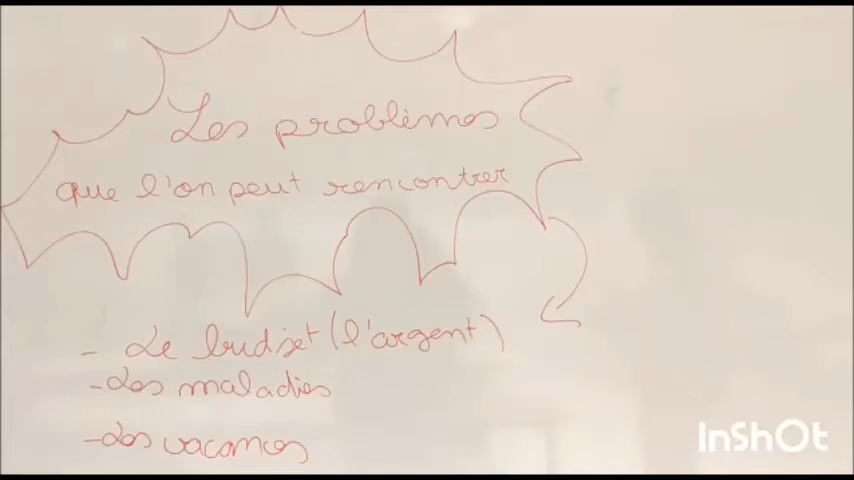 Les problèmes
que l'on peut rencontrer
- Le budjet (l'argent)
- Les maladies
- Les vacances
InShOt